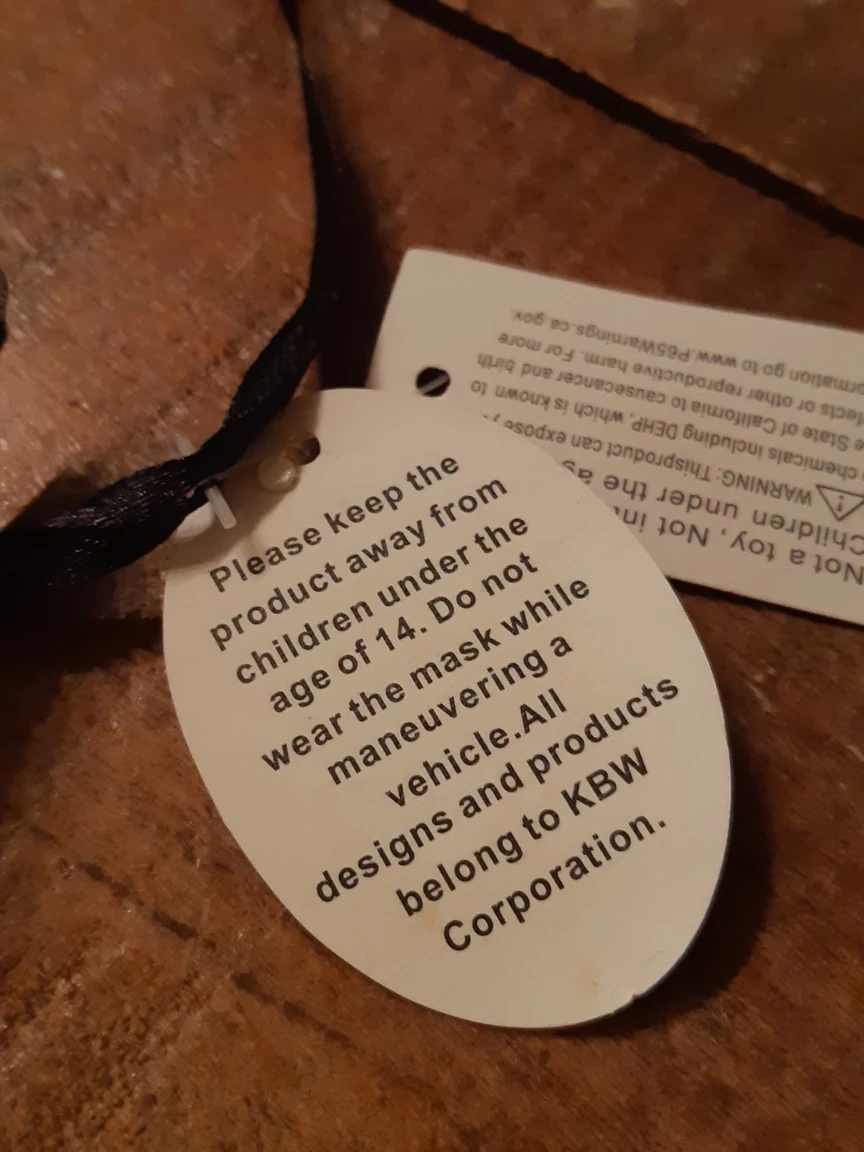 Please keep the
product away from
children under the
age of 14. Do not
wear the mask while
maneuvering a
vehicle.All
designs and products
belong to KBW
Corporation.
Not a toy, Not
Children under the
WARNING: Thisproduct can expose
chemicals including DEHP, which is known to
State of California to causecancer and birth
fects or other reproductive harm. For more
formation go to www.P65Warnings.ca.gov.